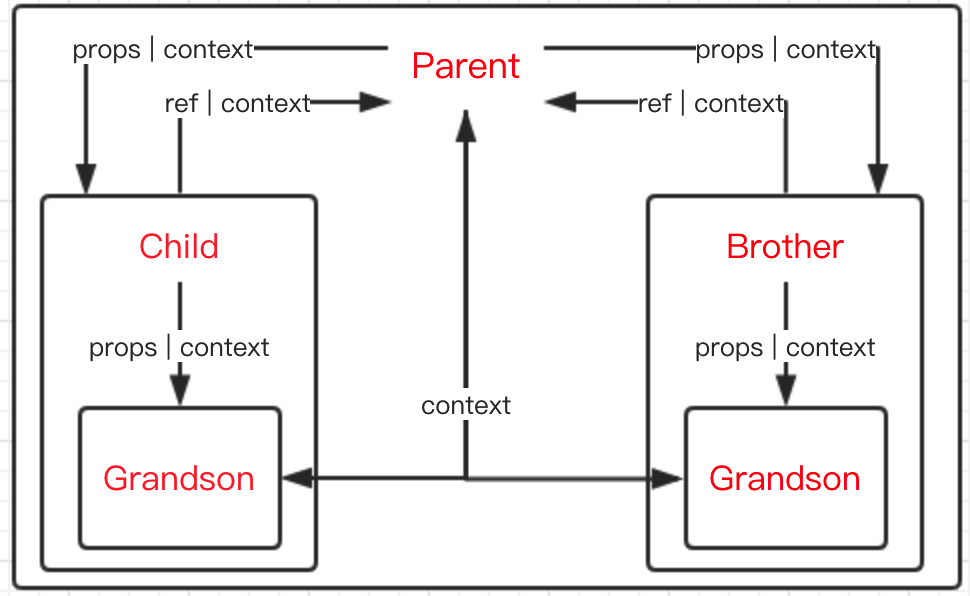 props | context
Parent
props | context
ref | context
ref | context
Child
Brother
props | context
props | context
context
Grandson
Grandson